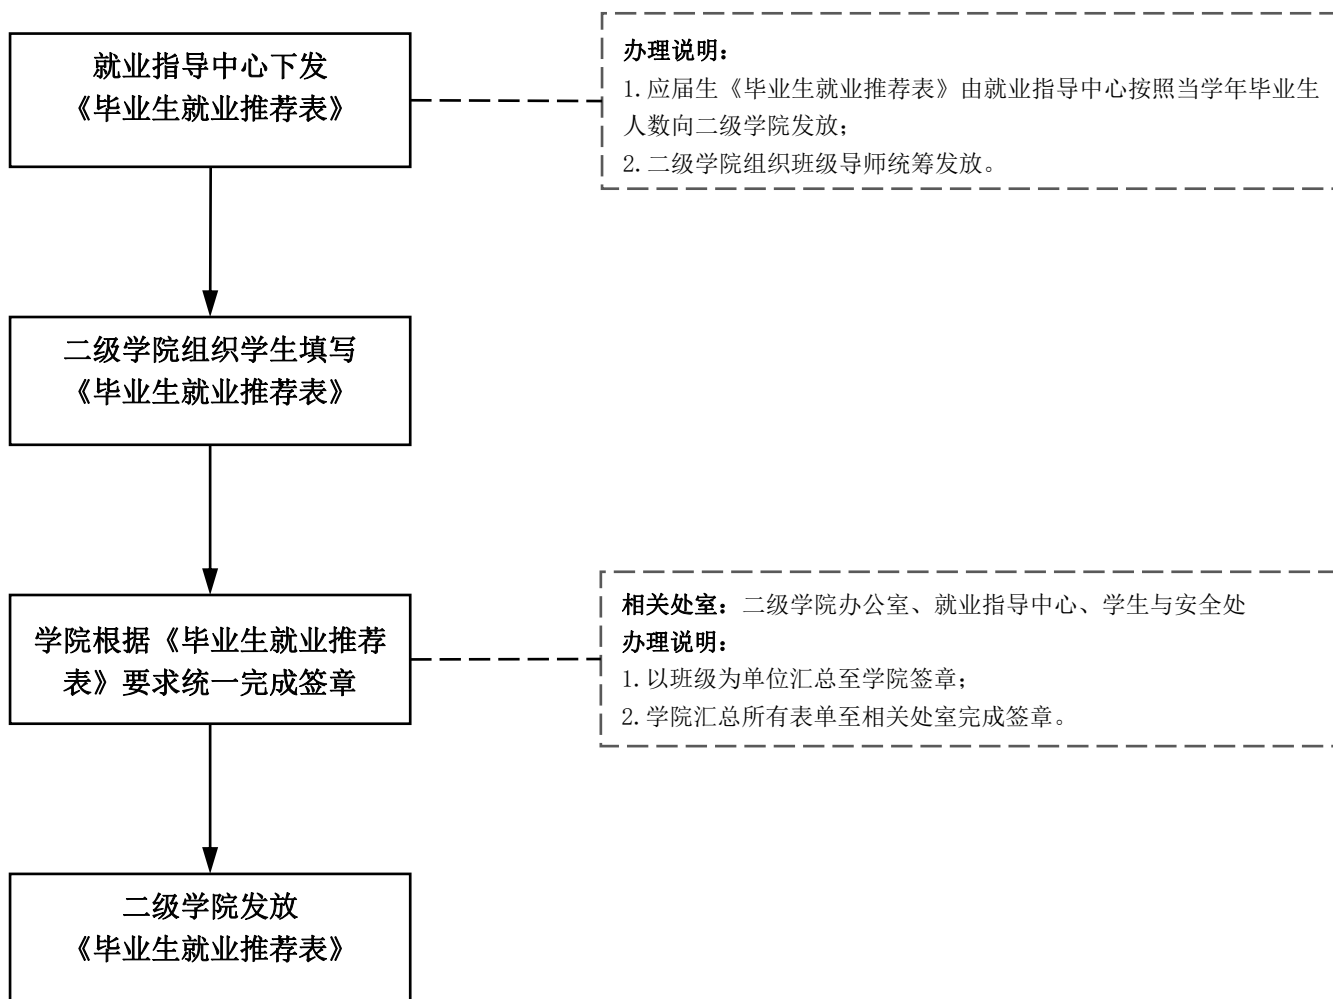 就业指导中心下发
《毕业生就业推荐表》
办理说明：
1.应届生《毕业生就业推荐表》由就业指导中心按照当学年毕业生
人数向二级学院发放；
2.二级学院组织班级导师统筹发放。
二级学院组织学生填写
《毕业生就业推荐表》
学院根据《毕业生就业推荐
表》要求统一完成签章
相关处室：二级学院办公室、就业指导中心、学生与安全处
办理说明：
1.以班级为单位汇总至学院签章；
2.学院汇总所有表单至相关处室完成签章。
二级学院发放
《毕业生就业推荐表》